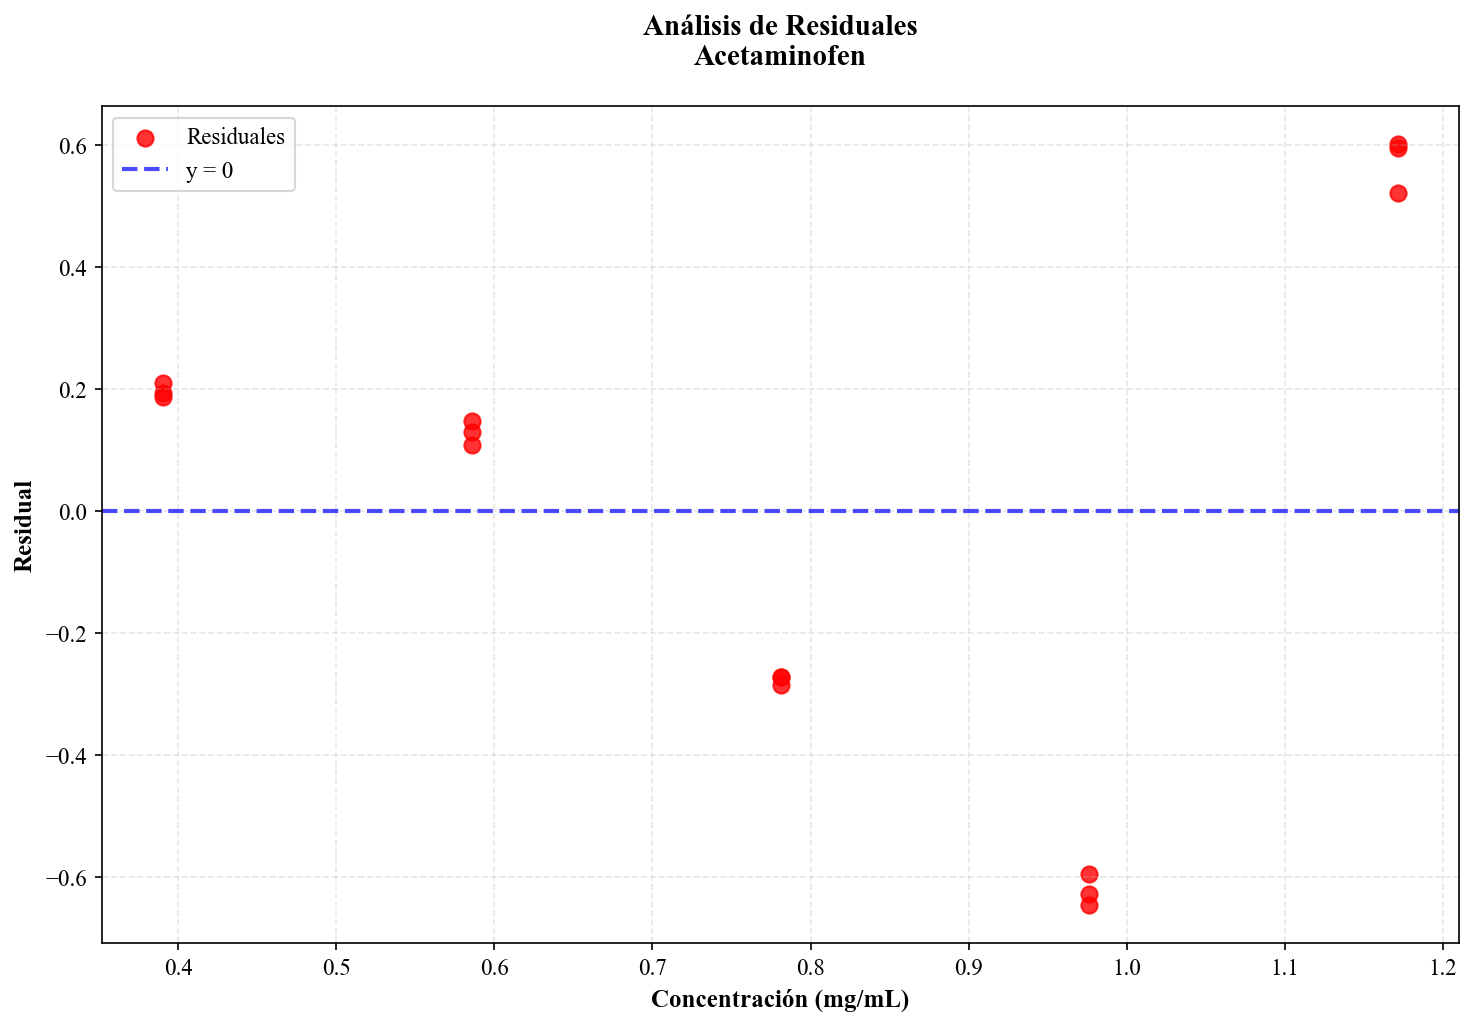 Análisis de Residuales
Acetaminofen
Residuales
y = 0
0.6
0.4
0.2
0.0
−0.2
−0.4
−0.6
Residual
0.4 0.5 0.6 0.7 0.8 0.9 1.0 1.1 1.2
Concentración (mg/mL)